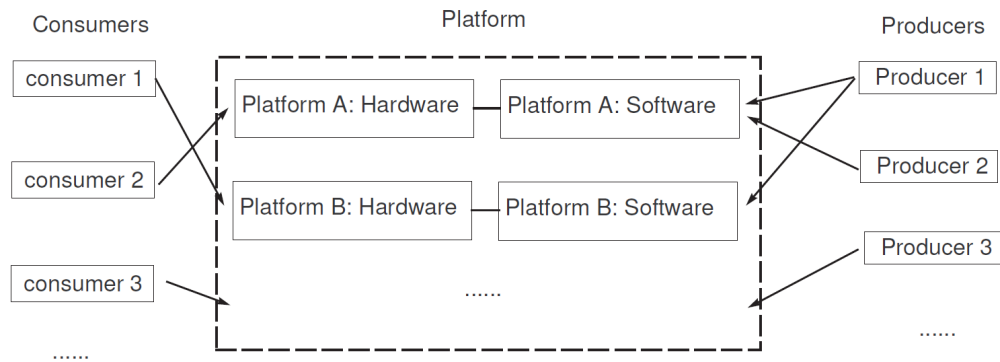 Consumers
Platform
Producers
consumer 1
Platform A: Hardware
Platform A: Software
Producer 1
consumer 2
Producer 2
Platform B: Hardware
Platform B: Software
Producer 3
consumer 3
......
......
......